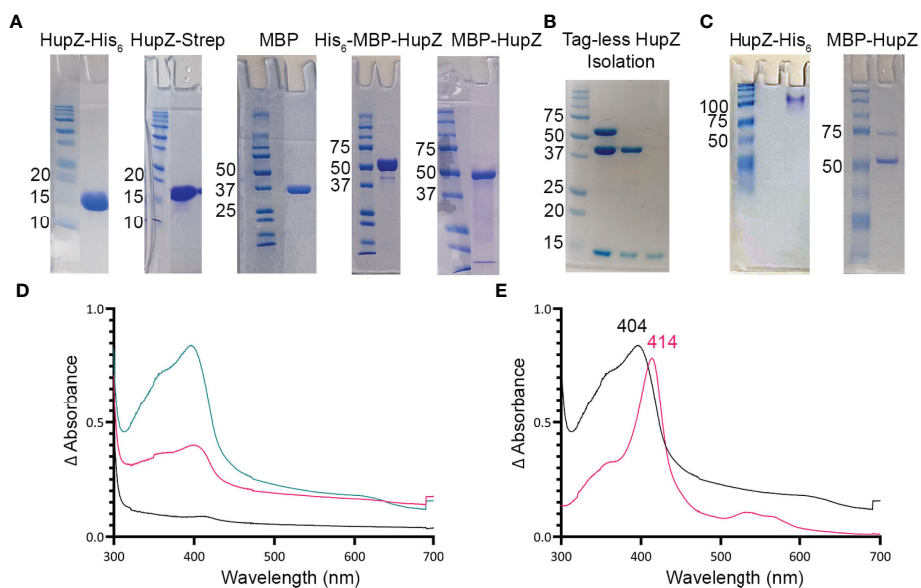 A
B
C
HupZ-His6
HupZ-Strep
MBP
His6-MBP-HupZ
MBP-HupZ
Tag-less HupZ
Isolation
HupZ-His6
MBP-HupZ
20
15
10
20
15
10
50
37
25
75
50
37
75
50
37
75
50
37
25
20
15
100
75
50
75
50
D
E
1.0
0.5
0.0
Δ Absorbance
300
400
500
600
700
Wavelength (nm)
1.0
0.5
0.0
Δ Absorbance
404
414
300
400
500
600
700
Wavelength (nm)